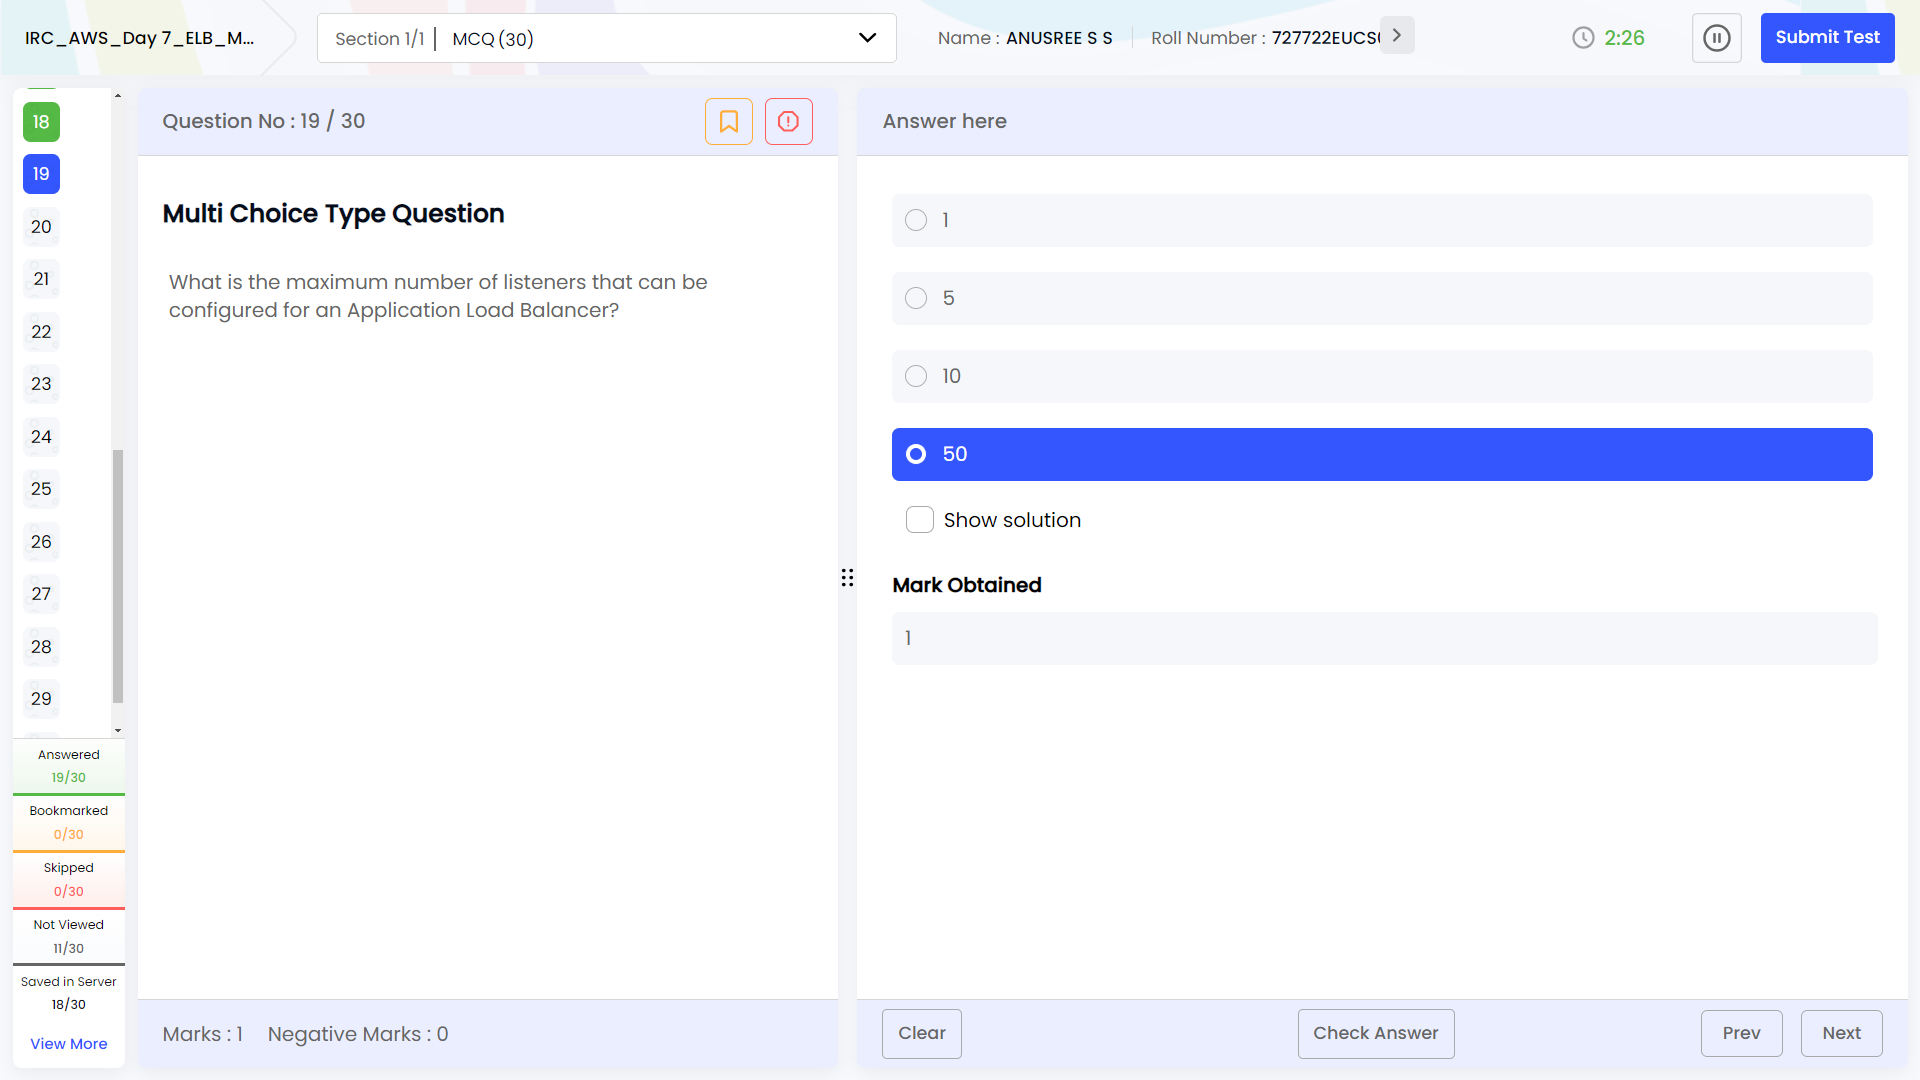 IRC_AWS_Day 7_ELB_M...
Section 1/1 | MCQ (30)
Name : ANUSREE S S
Roll Number : 727722EUCS
2:26
Submit Test
18
19
20
21
22
23
24
25
26
27
28
29
Answered
19/30
Bookmarked
0/30
Skipped
0/30
Not Viewed
11/30
Saved in Server
18/30
View More
Question No : 19 / 30
Multi Choice Type Question
What is the maximum number of listeners that can be
configured for an Application Load Balancer?
Marks : 1 Negative Marks : 0
Answer here
1
5
10
50
Show solution
Mark Obtained
1
Clear
Check Answer
Prev
Next